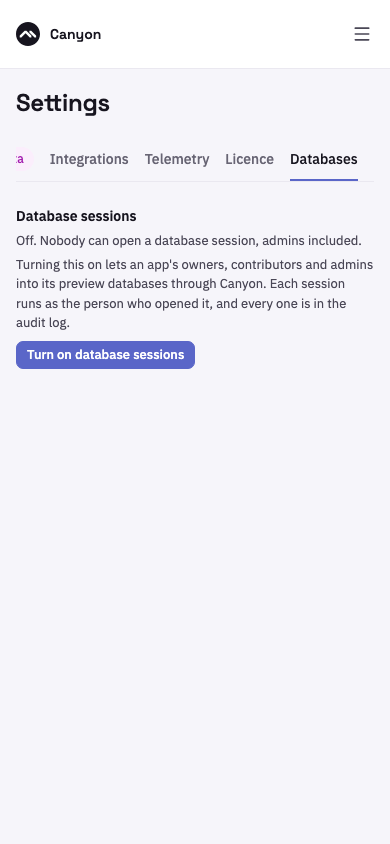 Canyon
Settings
Integrations Telemetry Licence Databases
Database sessions
Off. Nobody can open a database session, admins included.
Turning this on lets an app's owners, contributors and admins
into its preview databases through Canyon. Each session
runs as the person who opened it, and every one is in the
audit log.
Turn on database sessions